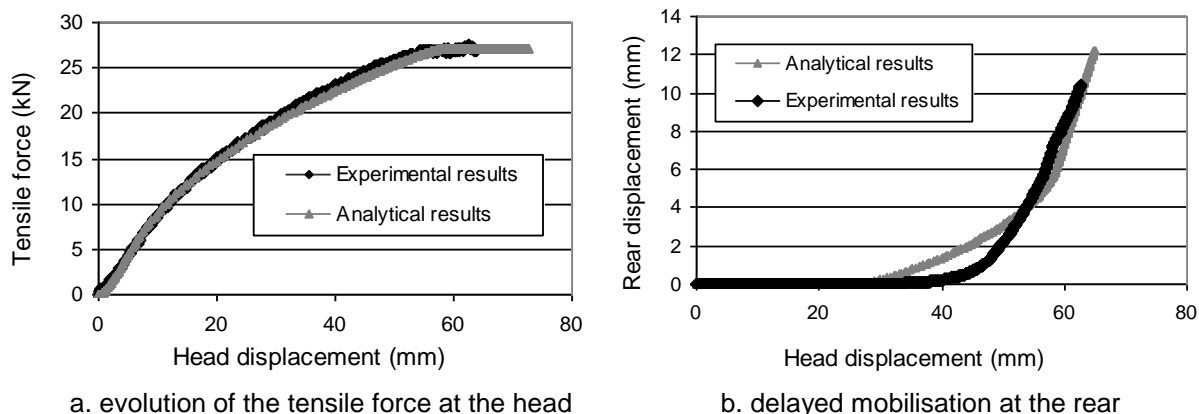 Tensile force (kN)
30
25
20
15
10
5
0
Experimental results
Analytical results
0 20 40 60 80
Head displacement (mm)
a. evolution of the tensile force at the head
Rear displacement (mm)
14
12
10
8
6
4
2
0
Analytical results
Experimental results
0 20 40 60 80
Head displacement (mm)
b. delayed mobilisation at the rear